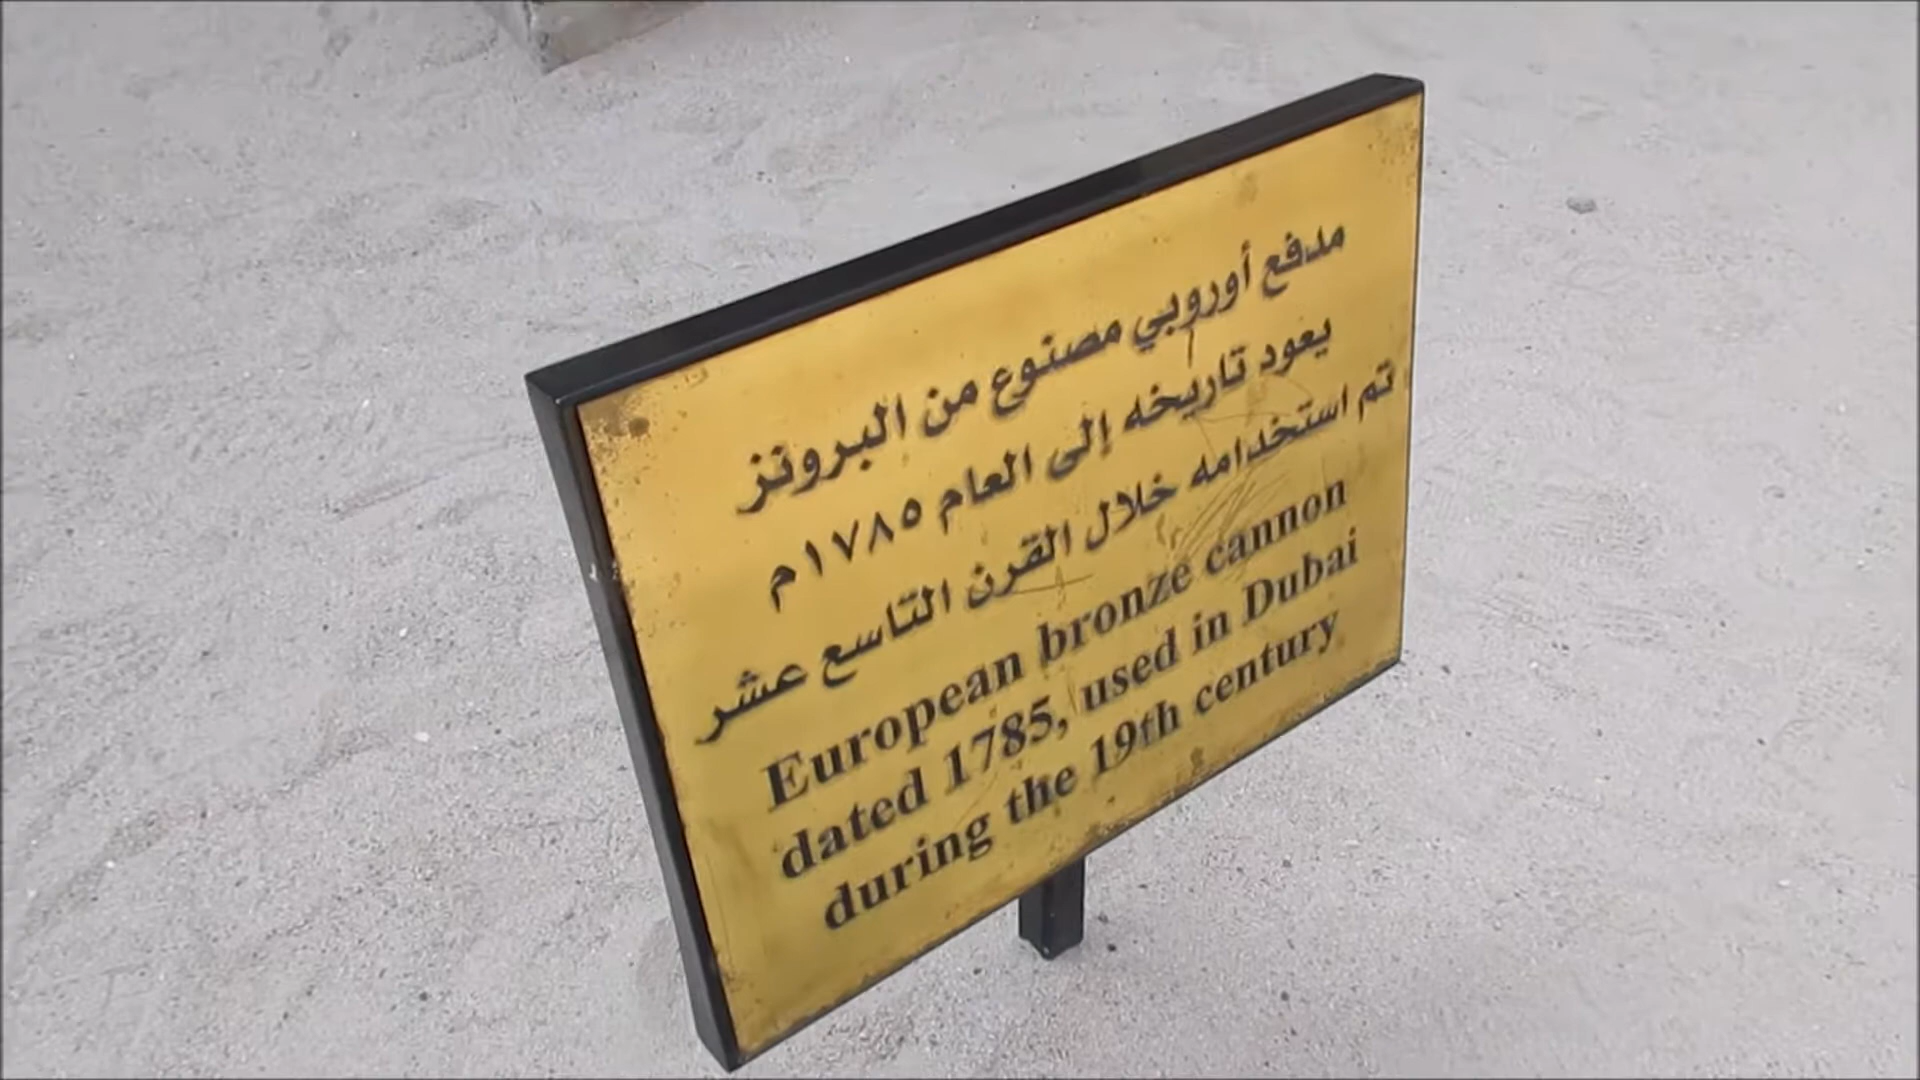 مدفع أوروبي مصنوع من البرونز
يعود تاريخه إلى العام ١٧٨٥م
تم استخدامه خلال القرن التاسع عشر
European bronze cannon
dated 1785, used in Dubai
during the 19th century